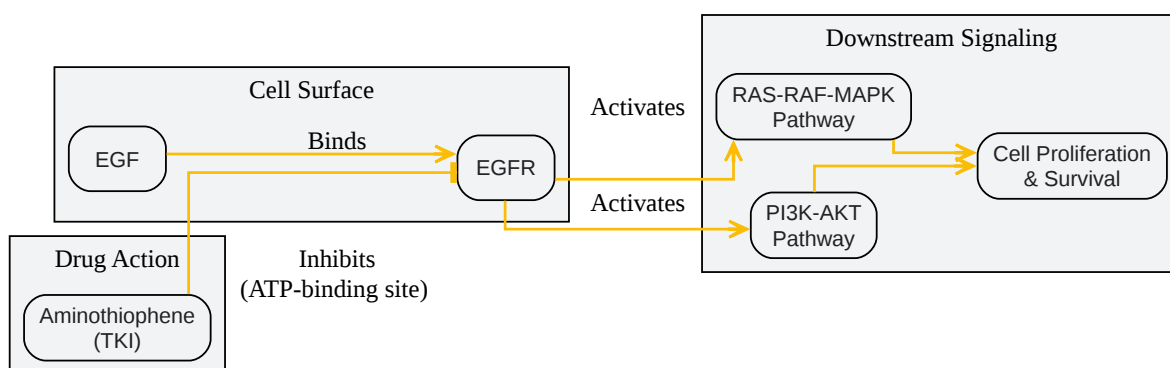 Downstream Signaling
Cell Surface
RAS-RAF-MAPK
Pathway
Activates
Binds
EGF
EGFR
Cell Proliferation
& Survival
Activates
PI3K-AKT
Pathway
Drug Action
Inhibits
(ATP-binding site)
Aminothiophene
(TKI)